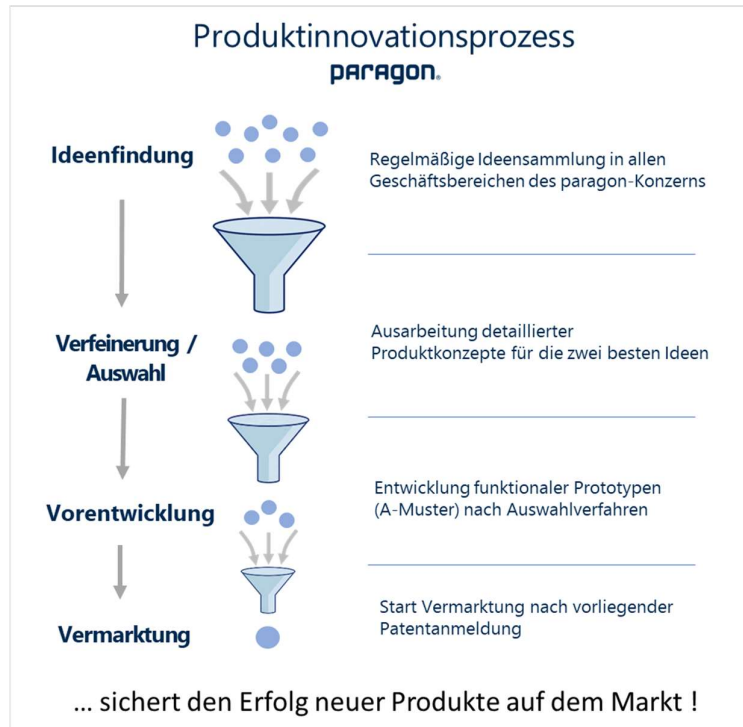 Produktinnovationsprozess
paragon®
Ideenfindung
Regelmäßige Ideensammlung in allen
Geschäftsbereichen des paragon-Konzerns
Verfeinerung /
Auswahl
Ausarbeitung detaillierter
Produktkonzepte für die zwei besten Ideen
Vorentwicklung
Entwicklung funktionaler Prototypen
(A-Muster) nach Auswahlverfahren
Vermarktung
Start Vermarktung nach vorliegender
Patentanmeldung
... sichert den Erfolg neuer Produkte auf dem Markt !